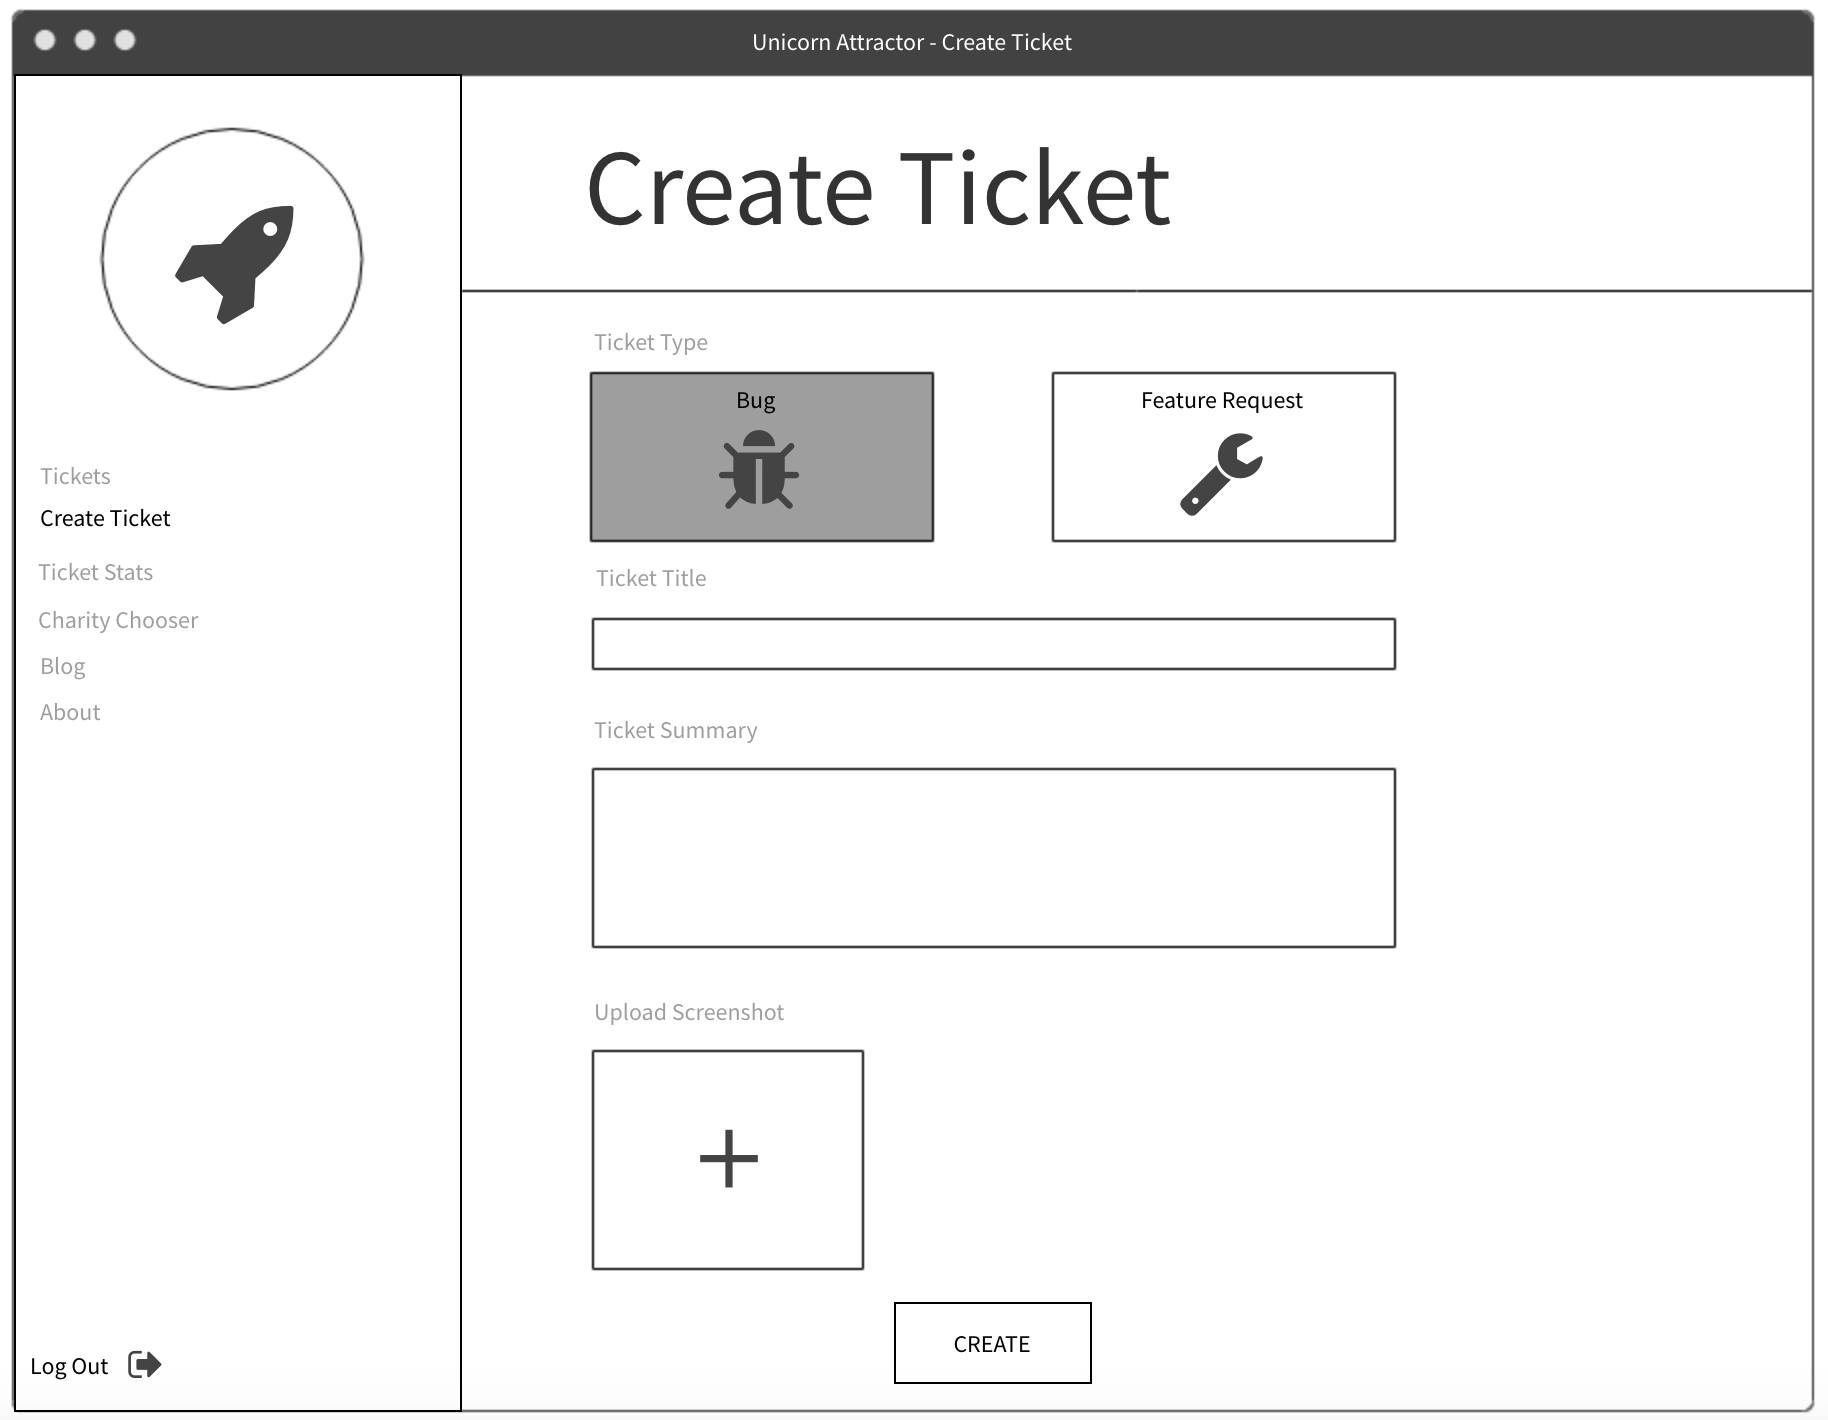 Unicorn Attractor - Create Ticket
Tickets
Create Ticket
Ticket Stats
Charity Chooser
Blog
About
Log Out
Create Ticket
Ticket Type
Bug
Feature Request
Ticket Title
Ticket Summary
Upload Screenshot
CREATE